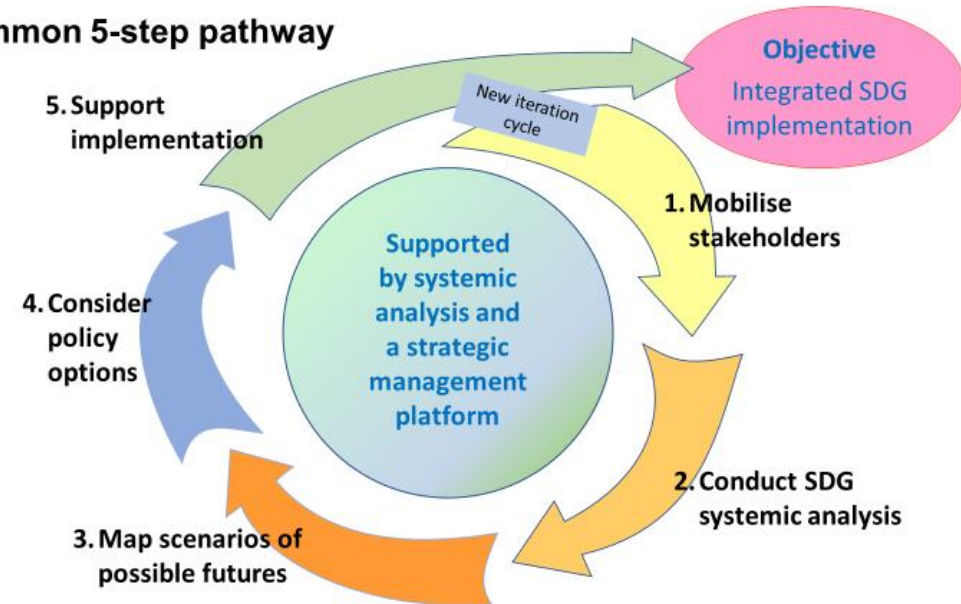 mmon 5-step pathway
Objective
Integrated SDG
implementation
New iteration
cycle
1. Mobilise
stakeholders
2. Conduct SDG
systemic analysis
3. Map scenarios of
possible futures
4. Consider
policy
options
5. Support
implementation
Supported
by systemic
analysis and
a strategic
management
platform